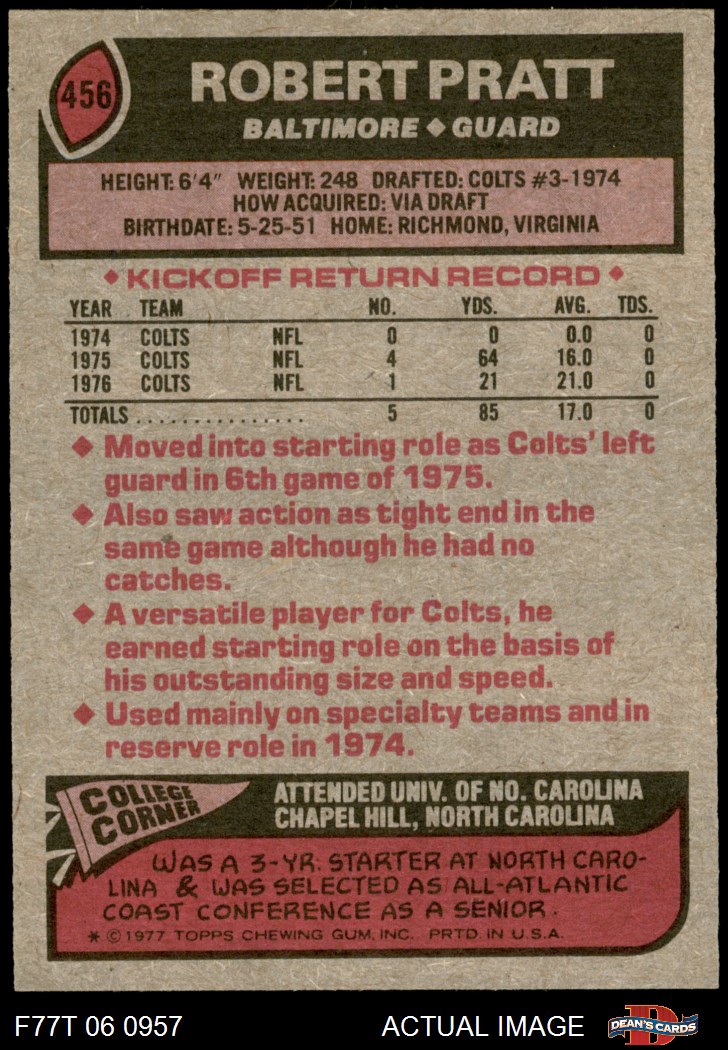 456
ROBERT PRATT
BALTIMORE ◆ GUARD
HEIGHT: 6'4" WEIGHT: 248 DRAFTED: COLTS #3-1974
HOW ACQUIRED: VIA DRAFT
BIRTHDATE: 5-25-51 HOME: RICHMOND, VIRGINIA
◆ KICKOFF RETURN RECORD ◆
YEAR TEAM NO. YDS. AVG. TDS.
1974 COLTS NFL 0 0 0.0 0
1975 COLTS NFL 4 64 16.0 0
1976 COLTS NFL 1 21 21.0 0
TOTALS ................ 5 85 17.0 0
◆ Moved into starting role as Colts' left
guard in 6th game of 1975.
◆ Also saw action as tight end in the
same game although he had no
catches.
◆ A versatile player for Colts, he
earned starting role on the basis of
his outstanding size and speed.
◆ Used mainly on specialty teams and in
reserve role in 1974.
COLLEGE
CORNER
ATTENDED UNIV. OF NO. CAROLINA
CHAPEL HILL, NORTH CAROLINA
WAS A 3-YR. STARTER AT NORTH CARO-
LINA & WAS SELECTED AS ALL-ATLANTIC
COAST CONFERENCE AS A SENIOR.
* © 1977 TOPPS CHEWING GUM, INC. PRTD. IN U.S.A.
F77T 06 0957 ACTUAL IMAGE
D
DEAN'S CARDS